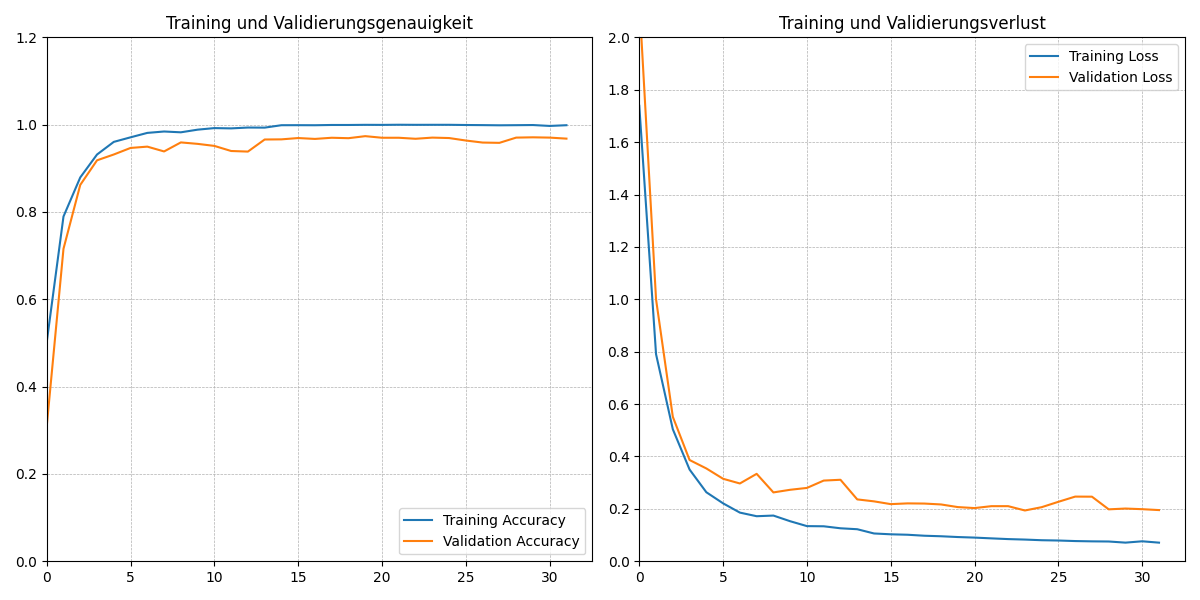 Training und Validierungsgenauigkeit
1.2
1.0
0.8
0.6
0.4
0.2
0.0
0 5 10 15 20 25 30
Training Accuracy
Validation Accuracy
Training und Validierungsverlust
2.0
1.8
1.6
1.4
1.2
1.0
0.8
0.6
0.4
0.2
0.0
0 5 10 15 20 25 30
Training Loss
Validation Loss